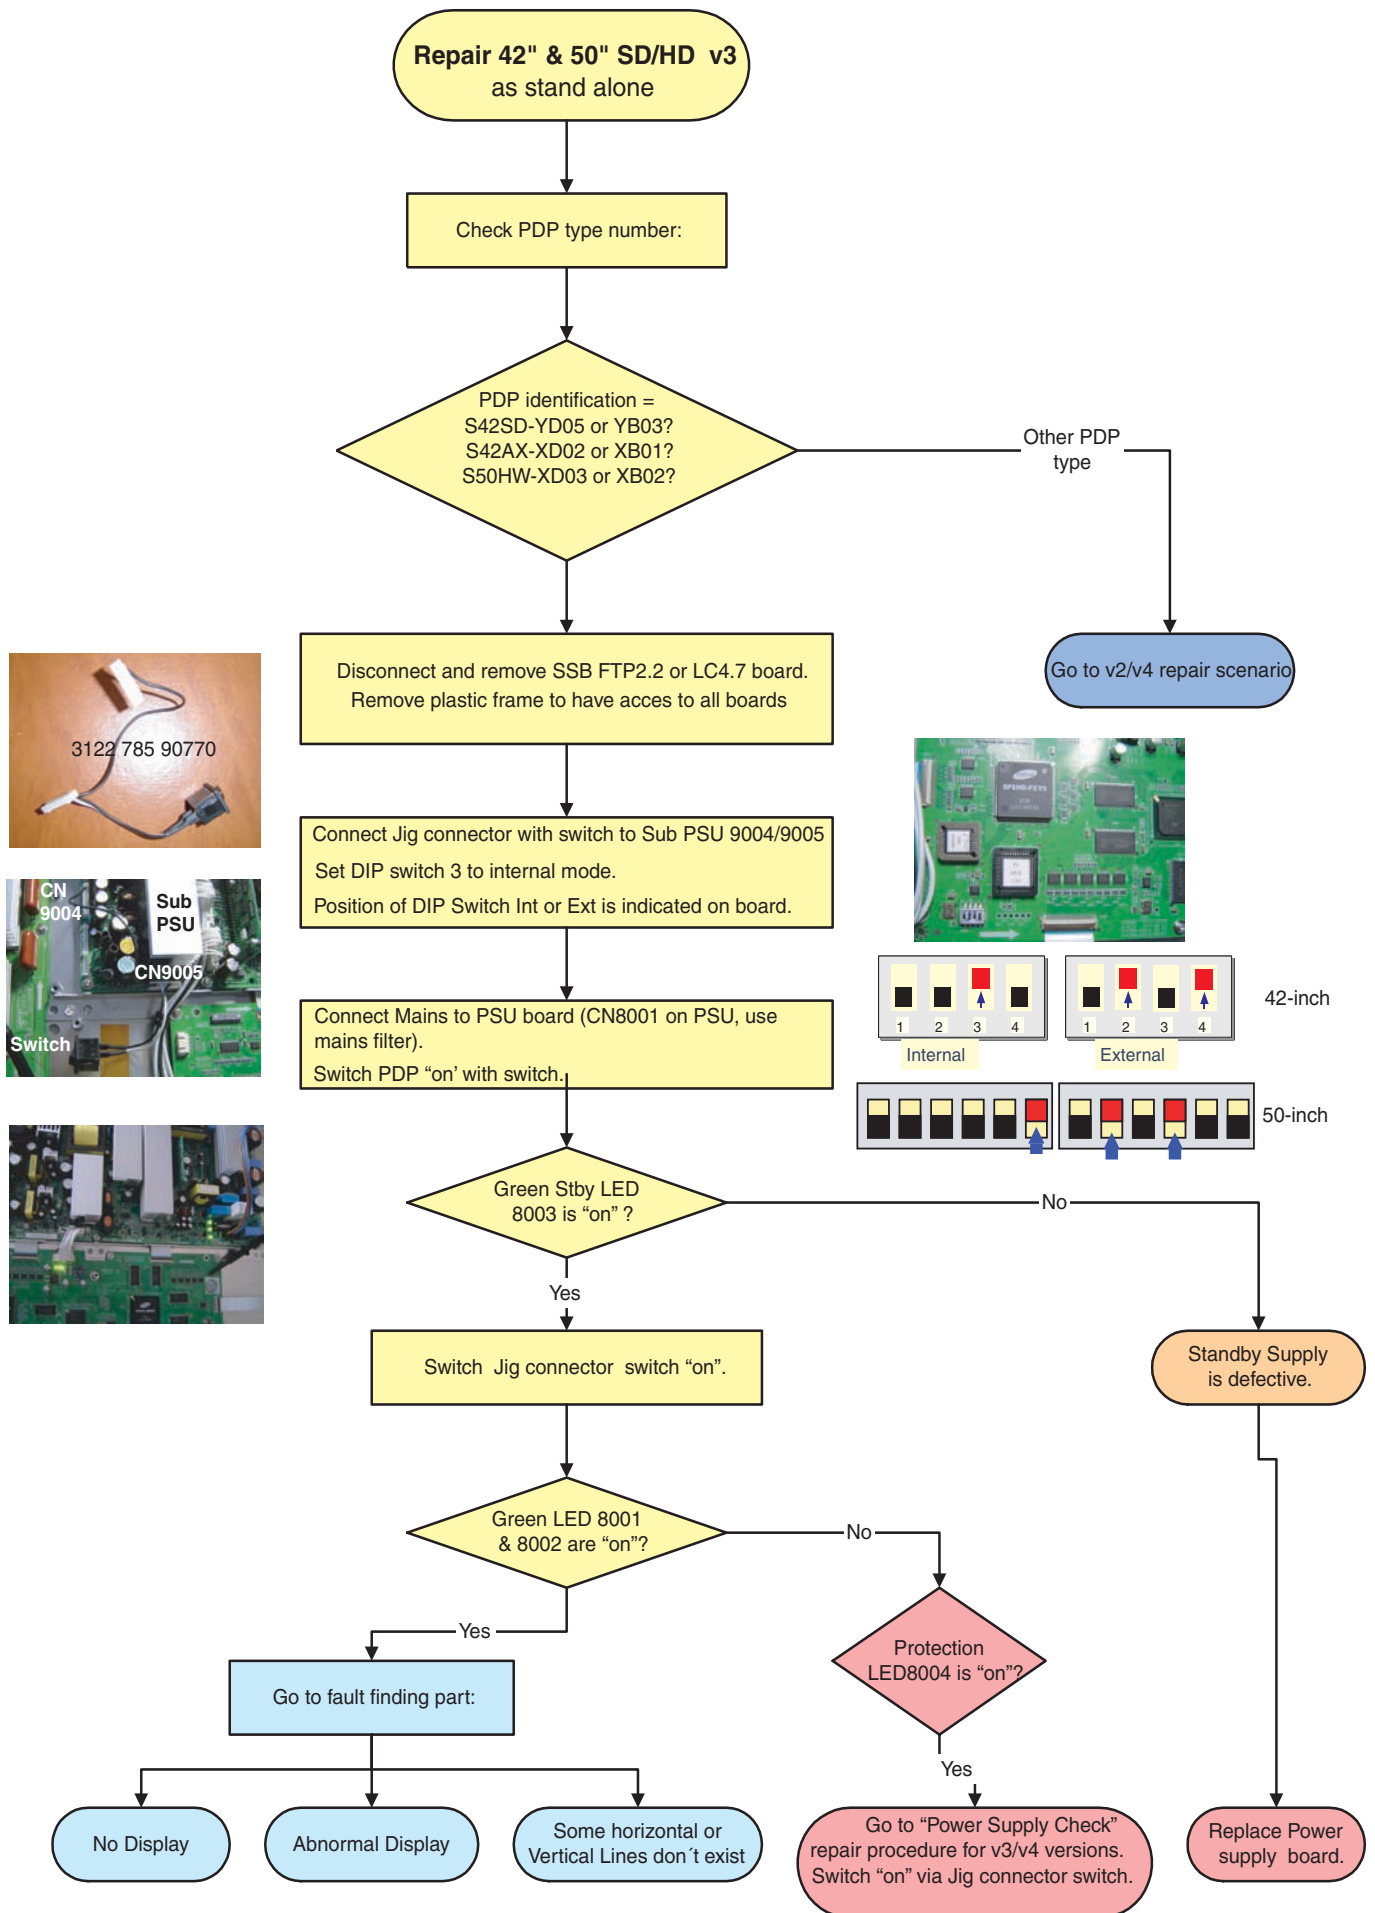 Repair 42" & 50" SD/HD v3
as stand alone
Check PDP type number:
PDP identification =
S42SD-YD05 or YB03?
S42AX-XD02 or XB01?
S50HW-XD03 or XB02?
Other PDP
type
Go to v2/v4 repair scenario
Disconnect and remove SSB FTP2.2 or LC4.7 board.
Remove plastic frame to have acces to all boards
3122 785 90770
Connect Jig connector with switch to Sub PSU 9004/9005
Set DIP switch 3 to internal mode.
Position of DIP Switch Int or Ext is indicated on board.
CN
9004
Sub
PSU
CN9005
Switch
Connect Mains to PSU board (CN8001 on PSU, use
mains filter).
Switch PDP “on’ with switch.
1 2 3 4
Internal
1 2 3 4
External
42-inch
50-inch
Green Stby LED
8003 is “on” ?
No
Yes
Switch Jig connector switch “on”.
Standby Supply
is defective.
Green LED 8001
& 8002 are “on”?
No
Yes
Protection
LED8004 is “on”?
Go to fault finding part:
Yes
No Display
Abnormal Display
Some horizontal or
Vertical Lines don´t exist
Go to “Power Supply Check”
repair procedure for v3/v4 versions.
Switch “on” via Jig connector switch.
Replace Power
supply board.